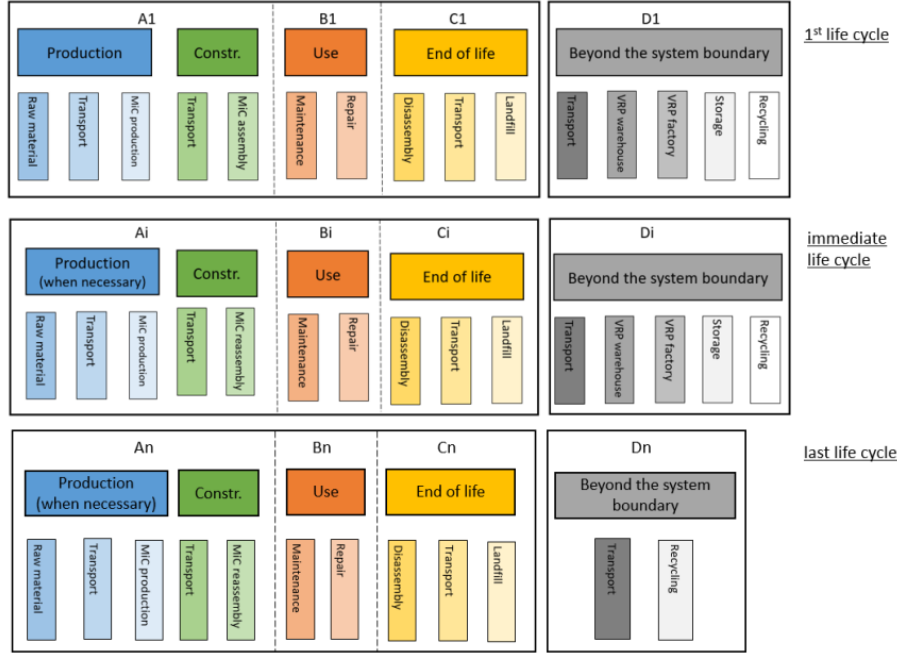 A1
B1
C1
D1
1st life cycle
Production
Constr.
Use
End of life
Beyond the system boundary
Raw material
Transport
MiC production
Transport
MiC assembly
Maintenance
Repair
Disassembly
Transport
Landfill
Transport
VRP warehouse
VRP factory
Storage
Recycling
Ai
Bi
Ci
Di
immediate
life cycle
Production
(when necessary)
Constr.
Use
End of life
Beyond the system boundary
Raw material
Transport
MiC production
Transport
MiC reassembly
Maintenance
Repair
Disassembly
Transport
Landfill
Transport
VRP warehouse
VRP factory
Storage
Recycling
An
Bn
Cn
Dn
last life cycle
Production
(when necessary)
Constr.
Use
End of life
Beyond the system
boundary
Raw material
Transport
MiC production
Transport
MiC reassembly
Maintenance
Repair
Disassembly
Transport
Landfill
Transport
Recycling